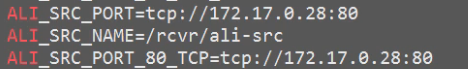 ALI_SRC_PORT=tcp://172.17.0.28:80
ALI_SRC_NAME=/rcvr/ali-src
ALI_SRC_PORT_80_TCP=tcp://172.17.0.28:80